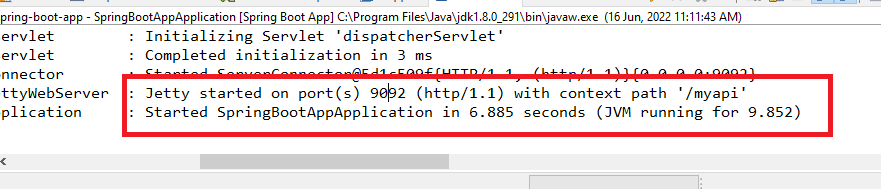 pring-boot-app - SpringBootAppApplication [Spring Boot App] C:\Program Files\Java\jdk1.8.0_291\bin\javaw.exe (16 Jun, 2022 11:11:43 AM)
ervlet : Initializing Servlet 'dispatcherServlet'
ervlet : Completed initialization in 3 ms
nnector : Started ServerConnector@5d1c509f{HTTP/1.1, (http/1.1)}{0.0.0.0:9092}
ttyWebServer : Jetty started on port(s) 9092 (http/1.1) with context path '/myapi'
plication : Started SpringBootAppApplication in 6.885 seconds (JVM running for 9.852)